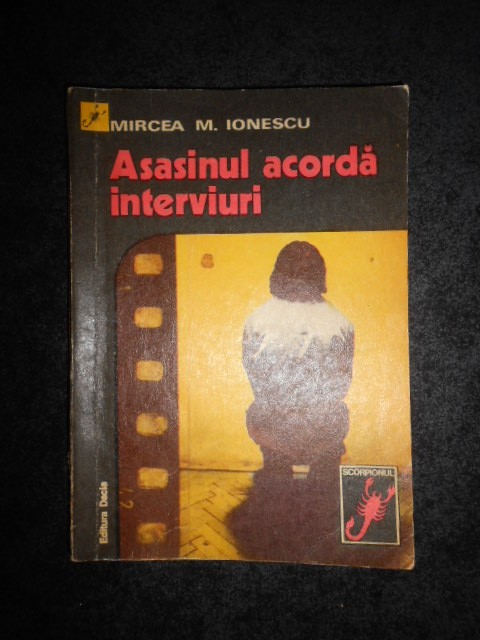 MIRCEA M. IONESCU
Asasinul acordă
interviuri
SCORPIONUL
Editura Dacia